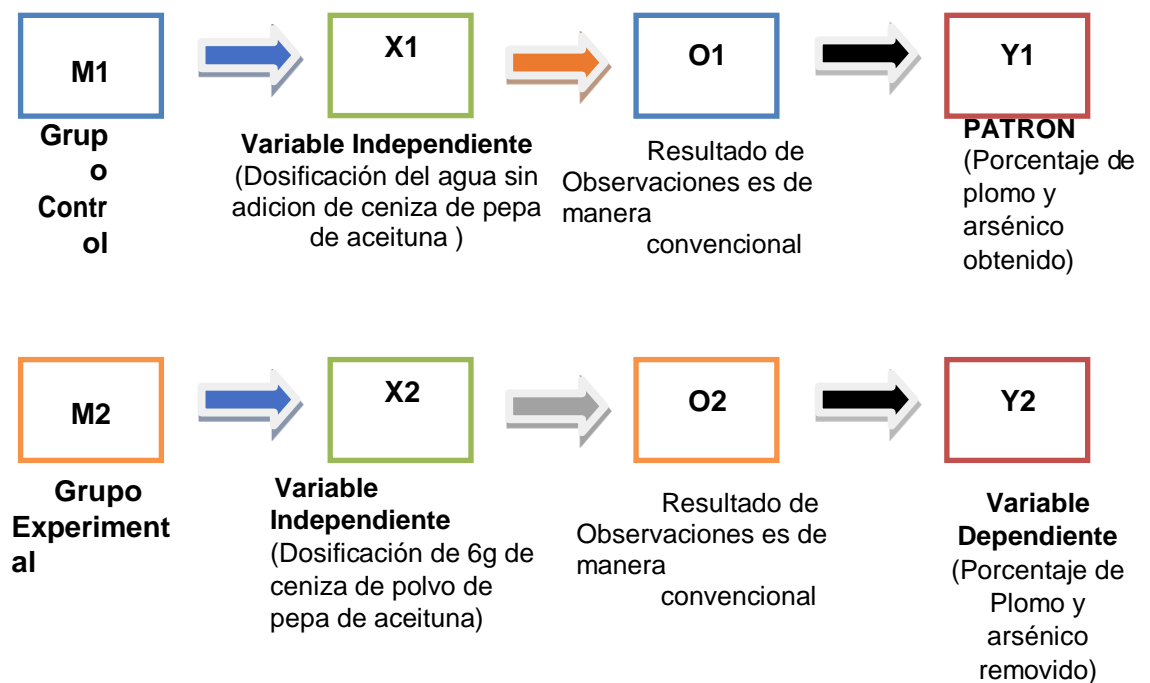 M1
X1
O1
Y1
Grup
o
Contr
ol
Variable Independiente
(Dosificación del agua sin
adicion de ceniza de pepa
de aceituna )
Resultado de
Observaciones es de
manera
convencional
PATRON
(Porcentaje de
plomo y
arsénico
obtenido)
M2
X2
O2
Y2
Grupo
Experiment
al
Variable
Independiente
(Dosificación de 6g de
ceniza de polvo de
pepa de aceituna)
Resultado de
Observaciones es de
manera
convencional
Variable
Dependiente
(Porcentaje de
Plomo y
arsénico
removido)